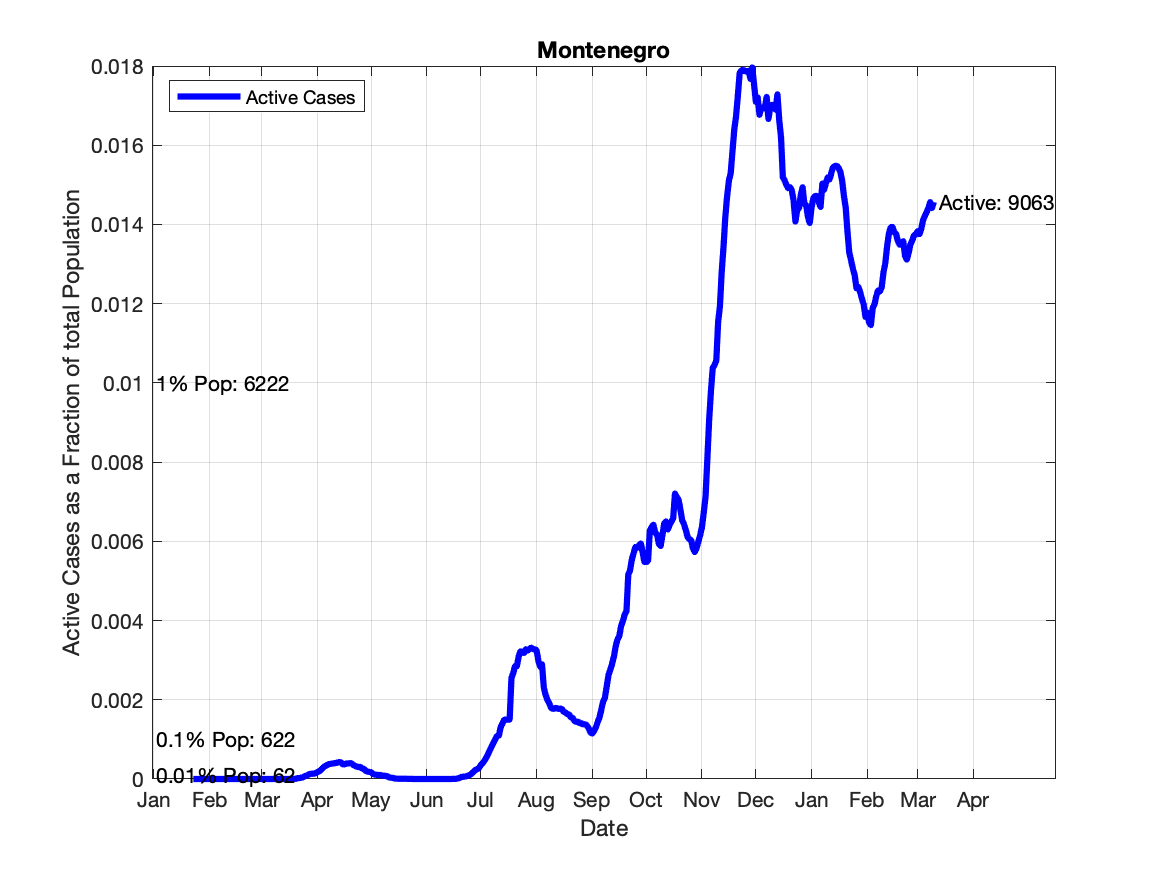 Montenegro
Active Cases
0.018
0.016
0.014
0.012
0.01
0.008
0.006
0.004
0.002
0
Active Cases as a Fraction of total Population
Active: 9063
1% Pop: 6222
0.1% Pop: 622
0.01% Pop: 62
Jan Feb Mar Apr May Jun Jul Aug Sep Oct Nov Dec Jan Feb Mar Apr
Date